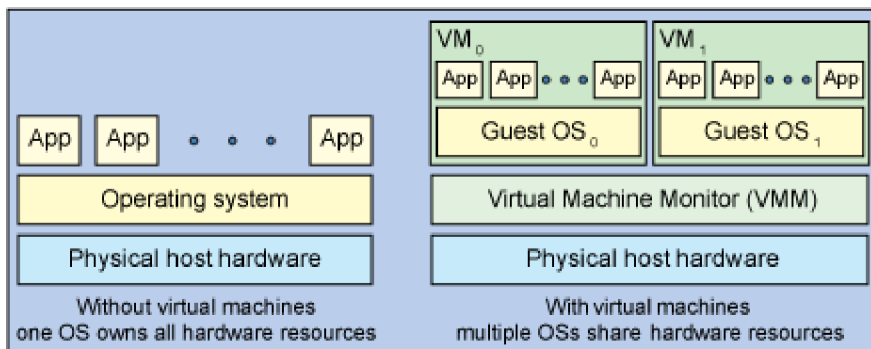 App App App
Operating system
Physical host hardware
Without virtual machines
one OS owns all hardware resources
VM0
App App App
Guest OS0
VM1
App App App
Guest OS1
Virtual Machine Monitor (VMM)
Physical host hardware
With virtual machines
multiple OSs share hardware resources